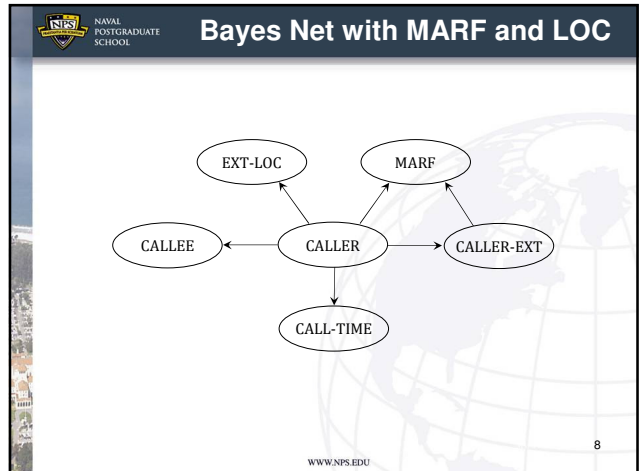 NPS
NAVAL
POSTGRADUATE
SCHOOL
Bayes Net with MARF and LOC
EXT-LOC
MARF
CALLEE
CALLER
CALLER-EXT
CALL-TIME
8
WWW.NPS.EDU